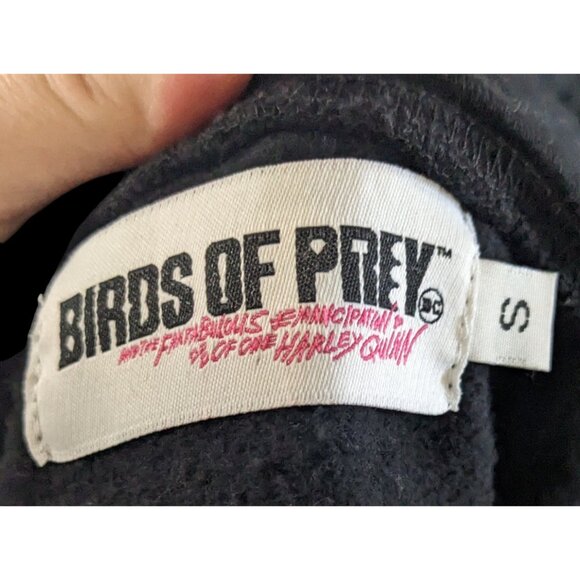 BIRDS OF PREY™
DC
AND THE FANTABULOUS EMANCIPATION
OF ONE HARLEY QUINN
S